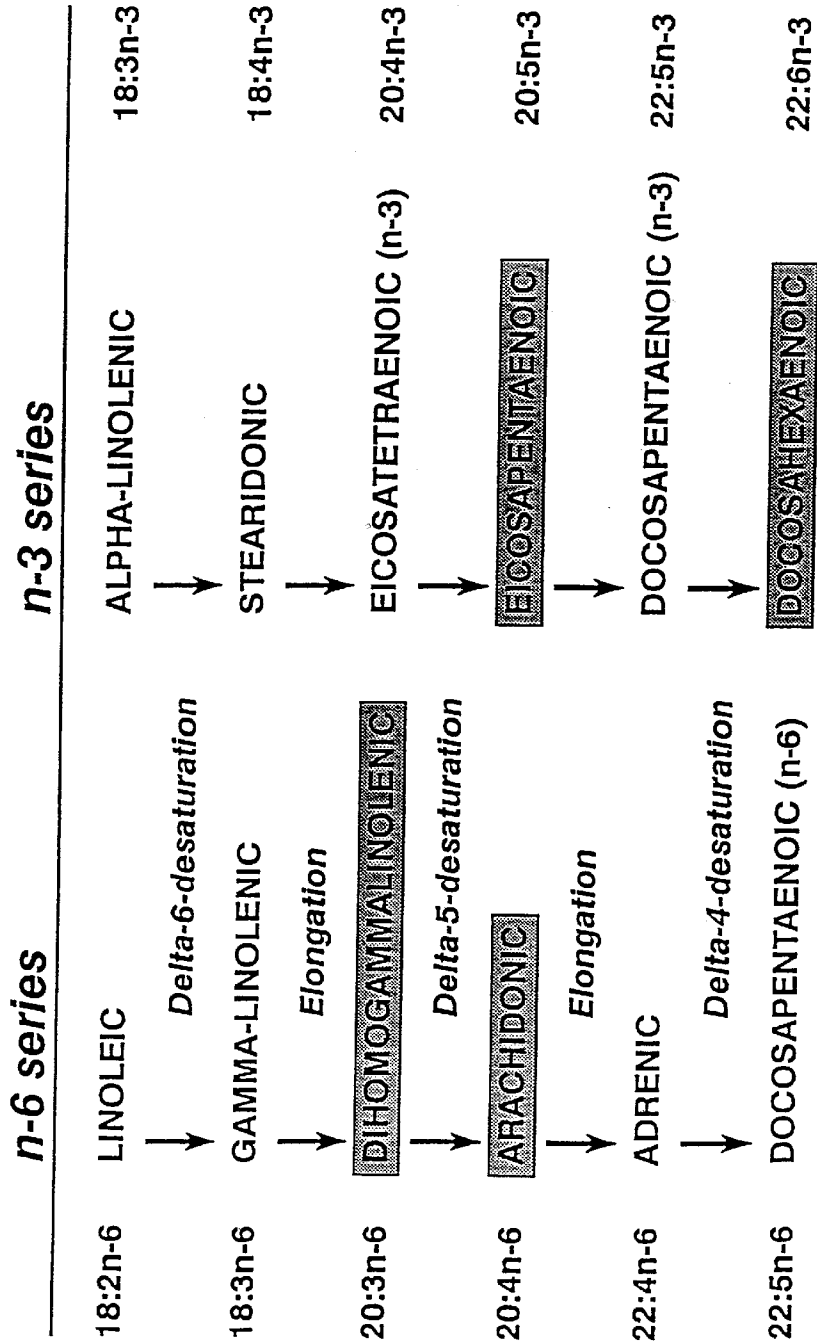 n-6 series n-3 series
18:2n-6 LINOLEIC ALPHA-LINOLENIC 18:3n-3
Delta-6-desaturation
18:3n-6 GAMMA-LINOLENIC STEARIDONIC 18:4n-3
Elongation
20:3n-6 DIHOMOGAMMALINOLENIC EICOSATETRAENOIC (n-3) 20:4n-3
Delta-5-desaturation
20:4n-6 ARACHIDONIC EICOSAPENTAENOIC 20:5n-3
Elongation
22:4n-6 ADRENIC DOCOSAPENTAENOIC (n-3) 22:5n-3
Delta-4-desaturation
22:5n-6 DOCOSAPENTAENOIC (n-6) DOCOSAHEXAENOIC 22:6n-3